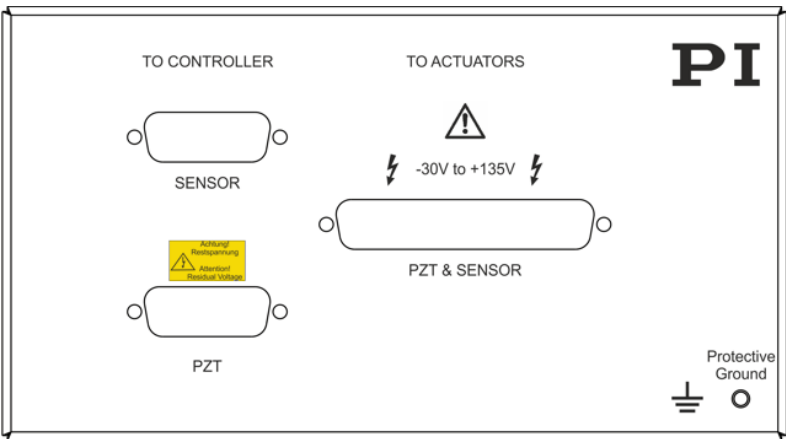 TO CONTROLLER
TO ACTUATORS
PI
SENSOR
-30V to +135V
Achtung!
Restspannung
Attention!
Residual Voltage
PZT & SENSOR
PZT
Protective
Ground